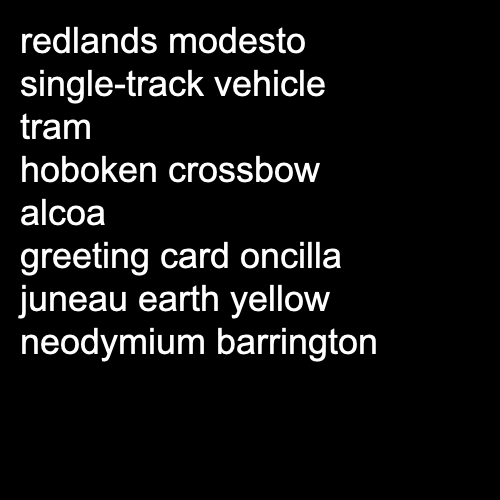 redlands modesto
single-track vehicle
tram
hoboken crossbow
alcoa
greeting card oncilla
juneau earth yellow
neodymium barrington